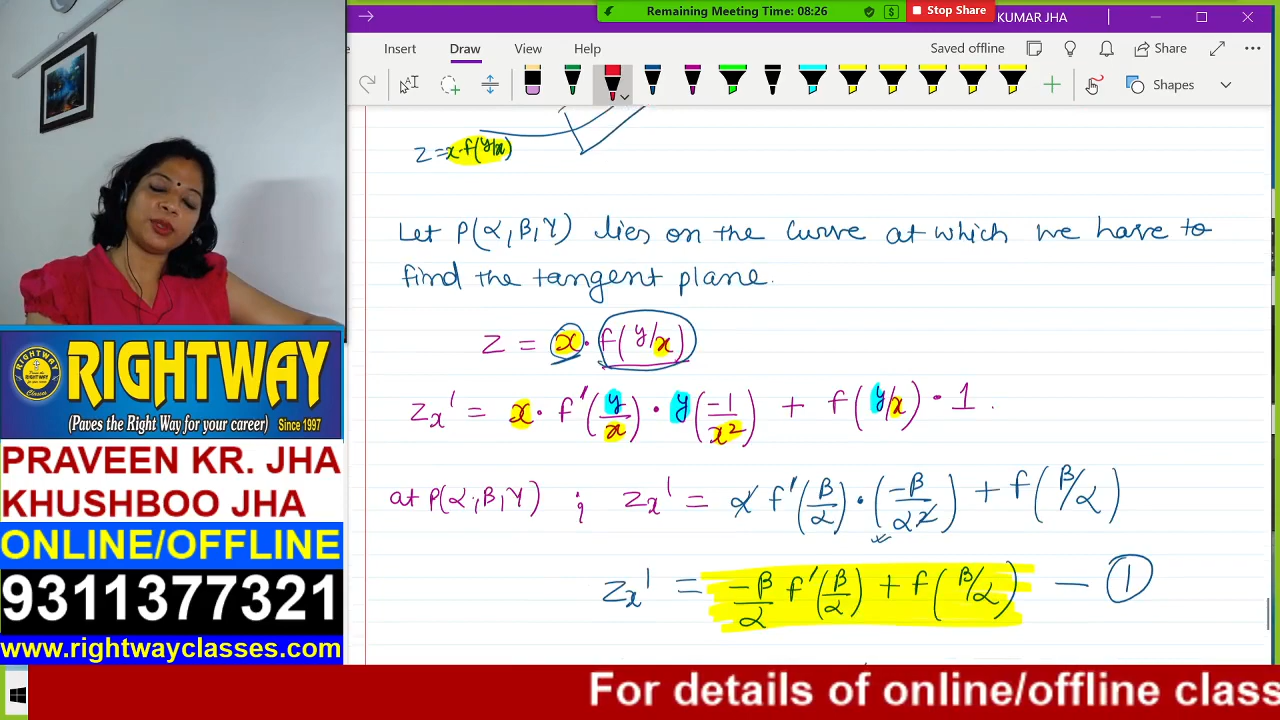 Remaining Meeting Time: 08:26
Stop Share
KUMAR JHA
Insert Draw View Help
Saved offline
Share
Shapes
z = x·f(y/x)
Let P(α,β,γ) lies on the curve at which we have to
find the tangent plane.
z = x · f(y/x)
zx' = x · f'(y/x) · y(-1/x²) + f(y/x) · 1 .
at P(α,β,γ) ; zx' = α f'(β/α) · (-β/α²) + f(β/α)
zx' = -β/α f'(β/α) + f(β/α) — ①
RIGHTWAY
RIGHTWAY
(Paves the Right Way for your career) Since 1997
PRAVEEN KR. JHA
KHUSHBOO JHA
ONLINE/OFFLINE
9311377321
www.rightwayclasses.com
For details of online/offline class